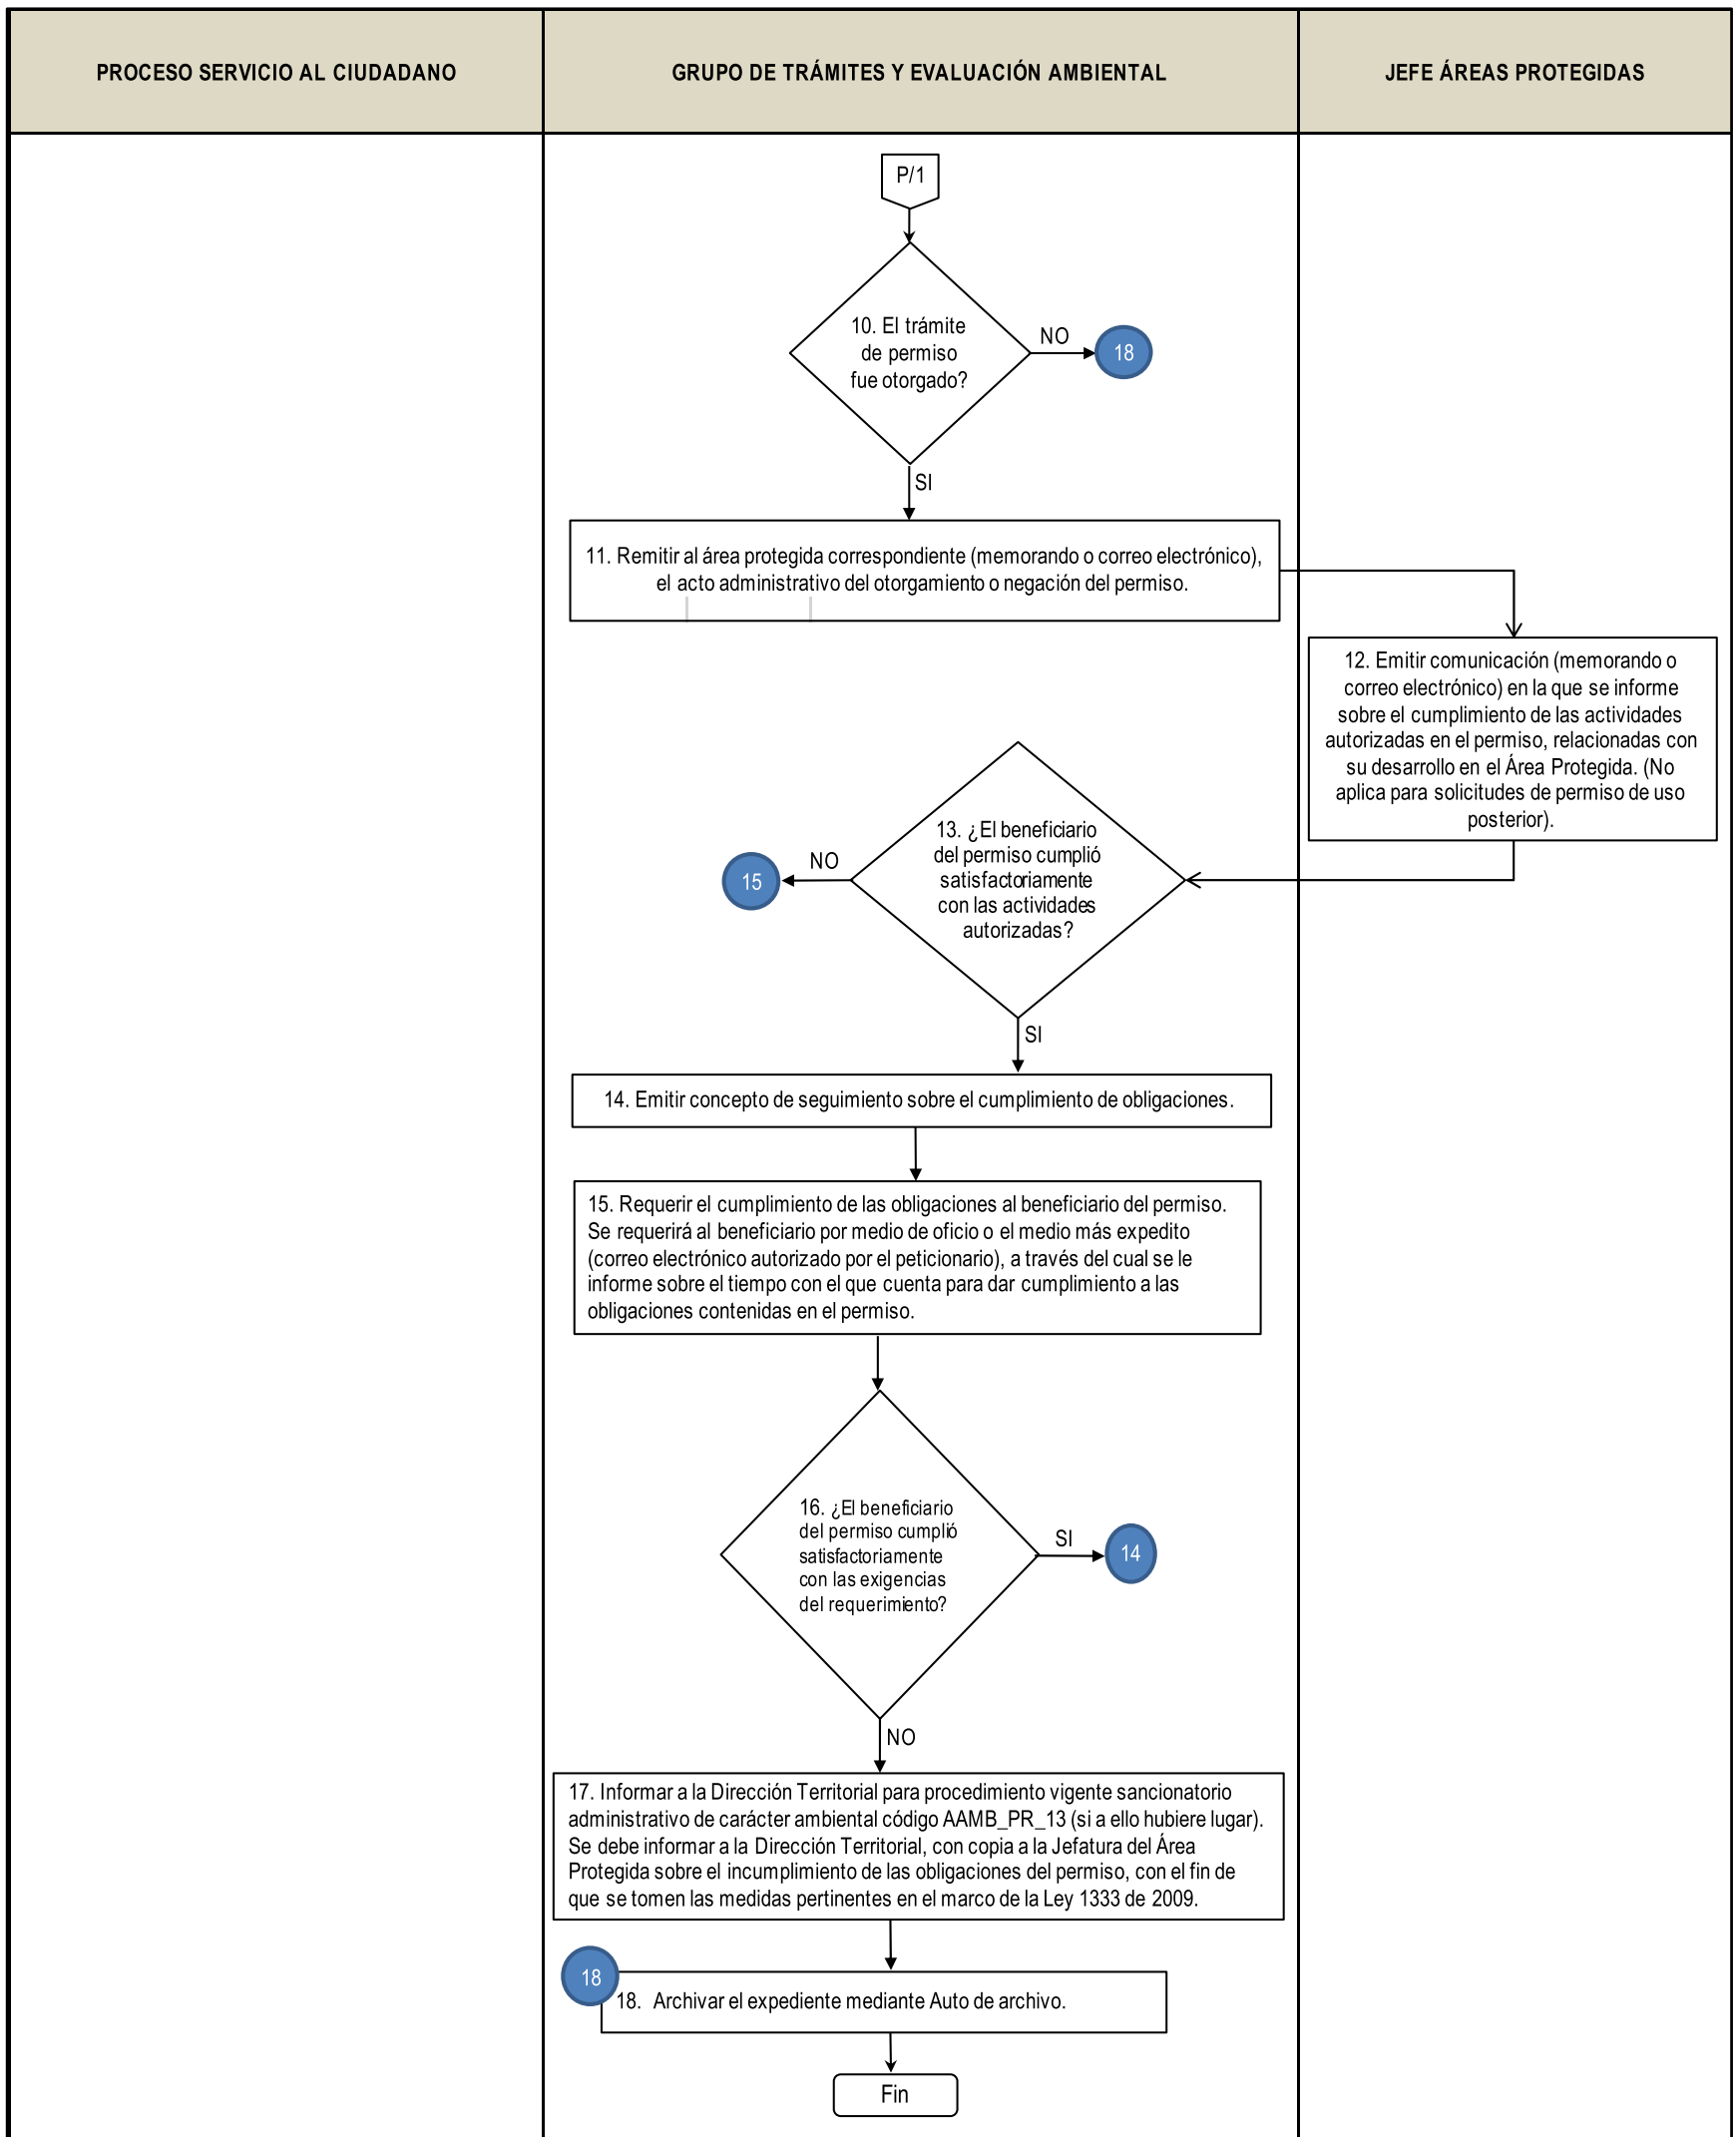 PROCESO SERVICIO AL CIUDADANO
GRUPO DE TRÁMITES Y EVALUACIÓN AMBIENTAL
JEFE ÁREAS PROTEGIDAS
P/1
10. El trámite
de permiso
fue otorgado?
NO
18
SI
11. Remitir al área protegida correspondiente (memorando o correo electrónico),
el acto administrativo del otorgamiento o negación del permiso.
12. Emitir comunicación (memorando o
correo electrónico) en la que se informe
sobre el cumplimiento de las actividades
autorizadas en el permiso, relacionadas con
su desarrollo en el Área Protegida. (No
aplica para solicitudes de permiso de uso
posterior).
13. ¿El beneficiario
del permiso cumplió
satisfactoriamente
con las actividades
autorizadas?
NO
15
SI
14. Emitir concepto de seguimiento sobre el cumplimiento de obligaciones.
15. Requerir el cumplimiento de las obligaciones al beneficiario del permiso.
Se requerirá al beneficiario por medio de oficio o el medio más expedito
(correo electrónico autorizado por el peticionario), a través del cual se le
informe sobre el tiempo con el que cuenta para dar cumplimiento a las
obligaciones contenidas en el permiso.
16. ¿El beneficiario
del permiso cumplió
satisfactoriamente
con las exigencias
del requerimiento?
SI
14
NO
17. Informar a la Dirección Territorial para procedimiento vigente sancionatorio
administrativo de carácter ambiental código AAMB_PR_13 (si a ello hubiere lugar).
Se debe informar a la Dirección Territorial, con copia a la Jefatura del Área
Protegida sobre el incumplimiento de las obligaciones del permiso, con el fin de
que se tomen las medidas pertinentes en el marco de la Ley 1333 de 2009.
18
18. Archivar el expediente mediante Auto de archivo.
Fin